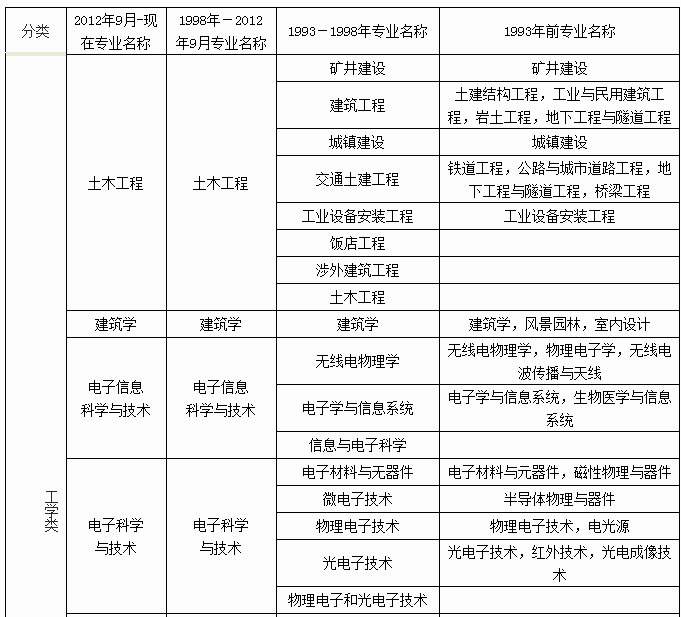 分类
2012年9月-现
在专业名称
1998年－2012
年9月专业名称
1993－1998年专业名称
1993年前专业名称
工学类
土木工程
土木工程
矿井建设
矿井建设
建筑工程
土建结构工程，工业与民用建筑工
程，岩土工程，地下工程与隧道工程
城镇建设
城镇建设
交通土建工程
铁道工程，公路与城市道路工程，地
下工程与隧道工程，桥梁工程
工业设备安装工程
工业设备安装工程
饭店工程
涉外建筑工程
土木工程
建筑学
建筑学
建筑学
建筑学，风景园林，室内设计
电子信息
科学与技术
电子信息
科学与技术
无线电物理学
无线电物理学，物理电子学，无线电
波传播与天线
电子学与信息系统
电子学与信息系统，生物医学与信息
系统
信息与电子科学
电子科学
与技术
电子科学
与技术
电子材料与无器件
电子材料与元器件，磁性物理与器件
微电子技术
半导体物理与器件
物理电子技术
物理电子技术，电光源
光电子技术
光电子技术，红外技术，光电成像技
术
物理电子和光电子技术